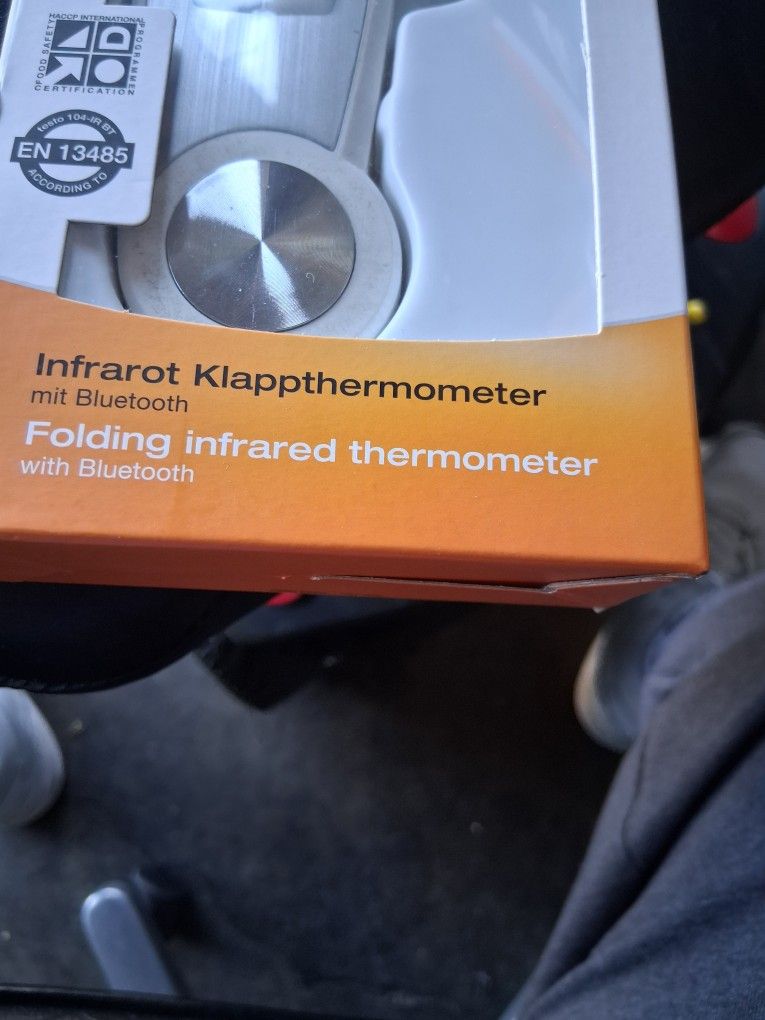 HACCP INTERNATIONAL
FOOD SAFETY
PROGRAMMES
CERTIFICATION
testo 104-IR BT
EN 13485
ACCORDING TO
Infrarot Klappthermometer
mit Bluetooth
Folding infrared thermometer
with Bluetooth